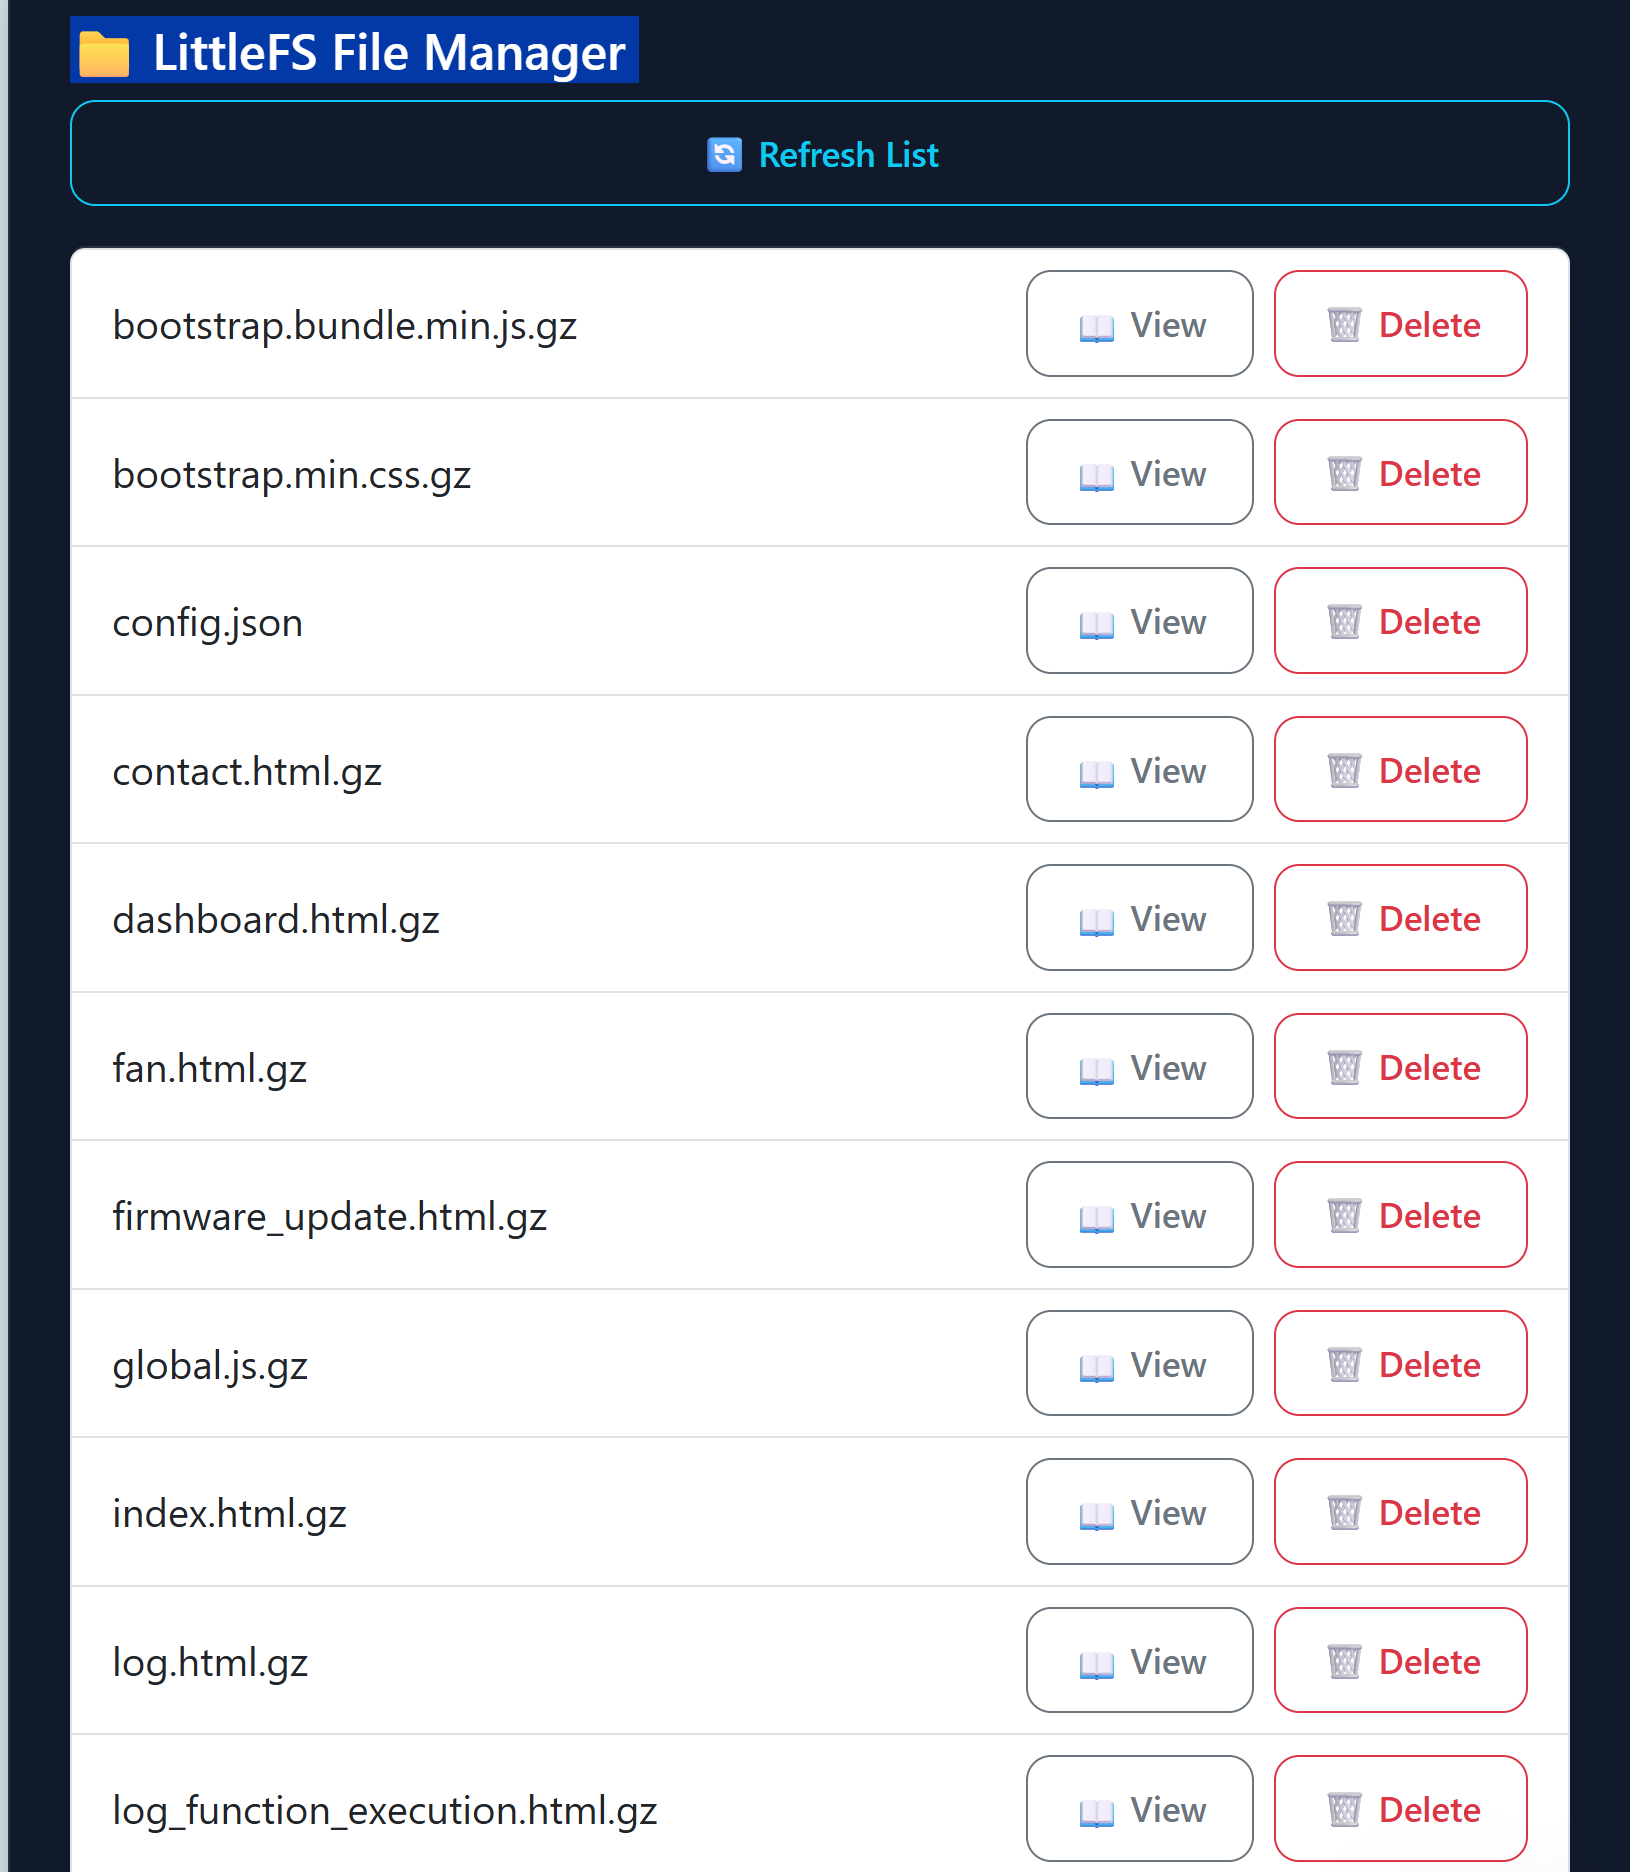 LittleFS File Manager
Refresh List
bootstrap.bundle.min.js.gz View Delete
bootstrap.min.css.gz View Delete
config.json View Delete
contact.html.gz View Delete
dashboard.html.gz View Delete
fan.html.gz View Delete
firmware_update.html.gz View Delete
global.js.gz View Delete
index.html.gz View Delete
log.html.gz View Delete
log_function_execution.html.gz View Delete